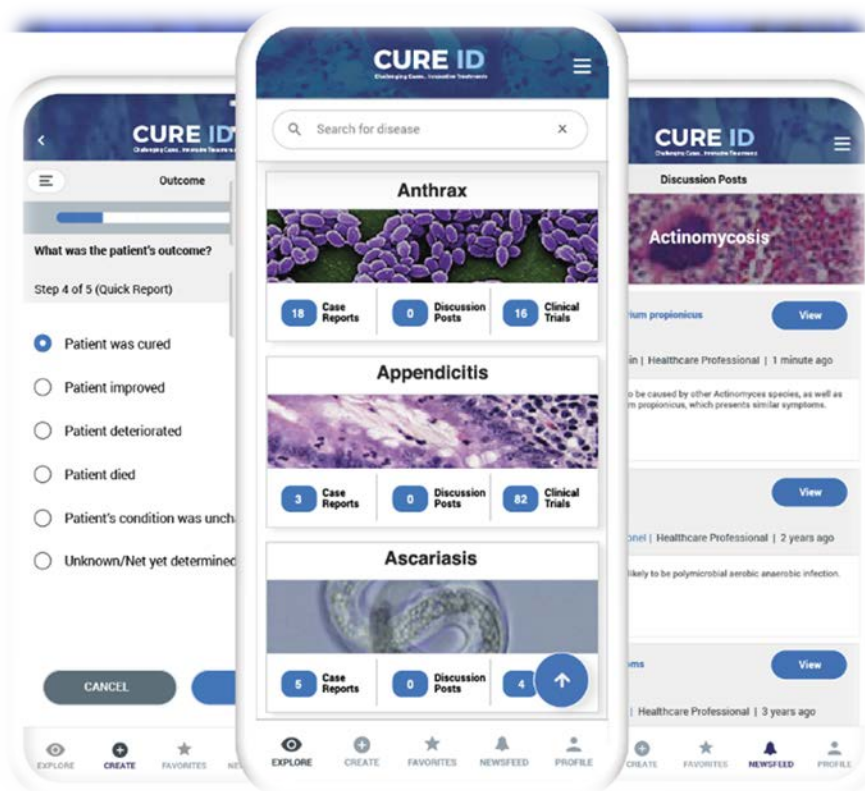 CURE ID
Outcome
What was the patient's outcome?
Step 4 of 5 (Quick Report)
Patient was cured
Patient improved
Patient deteriorated
Patient died
Patient's condition was unch
Unknown/Net yet determined
CANCEL
EXPLORE CREATE FAVORITES NE
CURE ID
Challenging Cases, Innovative Treatments
Search for disease x
Anthrax
18 Case Reports 0 Discussion Posts 16 Clinical Trials
Appendicitis
3 Case Reports 0 Discussion Posts 82 Clinical Trials
Ascariasis
5 Case Reports 0 Discussion Posts 4
EXPLORE CREATE FAVORITES NEWSFEED PROFILE
CURE ID
Discussion Posts
Actinomycosis
rium propionicus View
in | Healthcare Professional | 1 minute ago
o be caused by other Actinomyces species, as well as
m propionicus, which presents similar symptoms.
View
onel | Healthcare Professional | 2 years ago
likely to be polymicrobial aerobic anaerobic infection.
oms View
| Healthcare Professional | 3 years ago
CREATE FAVORITES NEWSFEED PROFILE